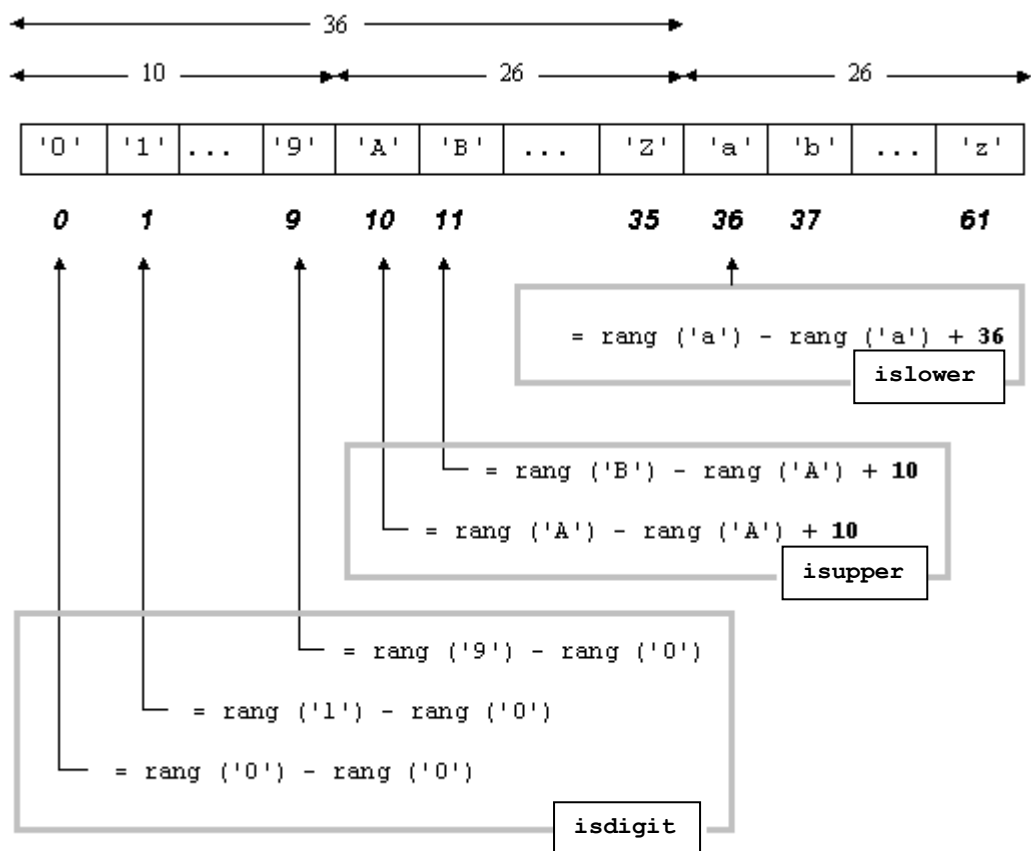 36
10 26 26
'0' '1' ... '9' 'A' 'B' ... 'Z' 'a' 'b' ... 'z'
0 1 9 10 11 35 36 37 61
= rang ('a') - rang ('a') + 36
islower
= rang ('B') - rang ('A') + 10
= rang ('A') - rang ('A') + 10
isupper
= rang ('9') - rang ('0')
= rang ('1') - rang ('0')
= rang ('0') - rang ('0')
isdigit